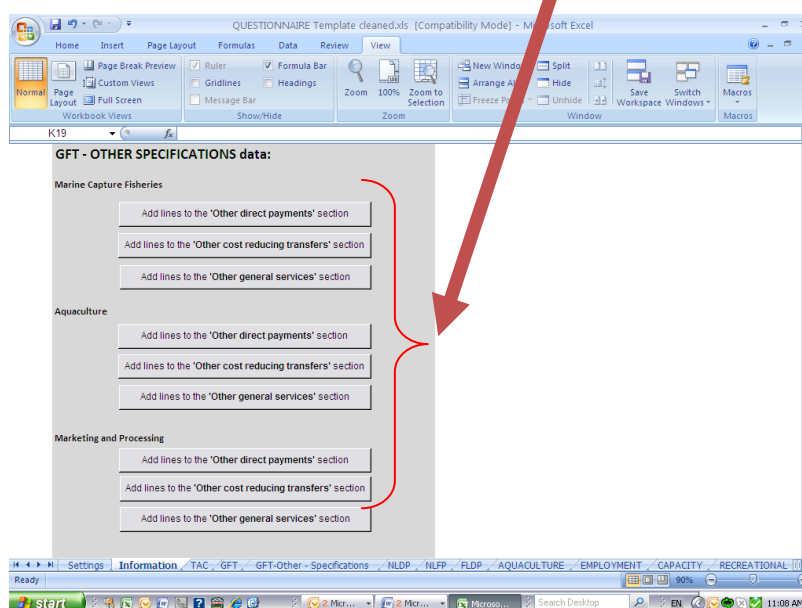 QUESTIONNAIRE Template cleaned.xls [Compatibility Mode] - Microsoft Excel
Home Insert Page Layout Formulas Data Review View
Normal
Page Layout
Page Break Preview
Custom Views
Full Screen
Workbook Views
Ruler
Gridlines
Message Bar
Formula Bar
Headings
Show/Hide
Zoom
100%
Zoom to Selection
Zoom
New Window
Arrange All
Freeze Panes
Split
Hide
Unhide
Save Workspace
Switch Windows
Window
Macros
Macros
K19 fx
GFT - OTHER SPECIFICATIONS data:
Marine Capture Fisheries
Add lines to the 'Other direct payments' section
Add lines to the 'Other cost reducing transfers' section
Add lines to the 'Other general services' section
Aquaculture
Add lines to the 'Other direct payments' section
Add lines to the 'Other cost reducing transfers' section
Add lines to the 'Other general services' section
Marketing and Processing
Add lines to the 'Other direct payments' section
Add lines to the 'Other cost reducing transfers' section
Add lines to the 'Other general services' section
Settings Information TAC GFT GFT-Other - Specifications NLDP NLFP FLDP AQUACULTURE EMPLOYMENT CAPACITY RECREATIONAL
Ready 90%
start 2 Micr... 2 Micr... Microso... Search Desktop EN 11:08 AM